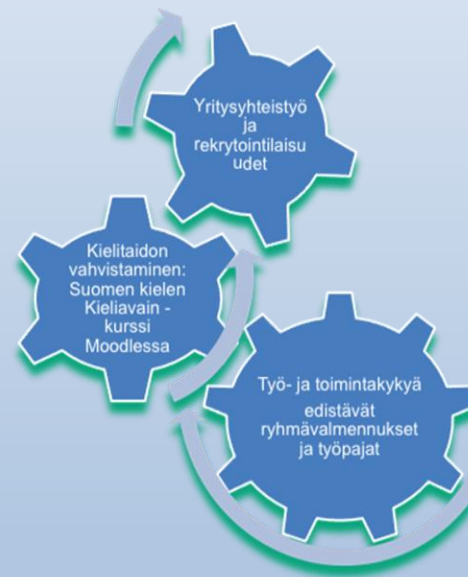 Yritysyhteistyö
ja
rekrytointilaisu
udet
Kielitaidon
vahvistaminen:
Suomen kielen
Kieliavain -
kurssi
Moodlessa
Työ- ja toimintakykyä
edistävät
ryhmävalmennukset
ja työpajat